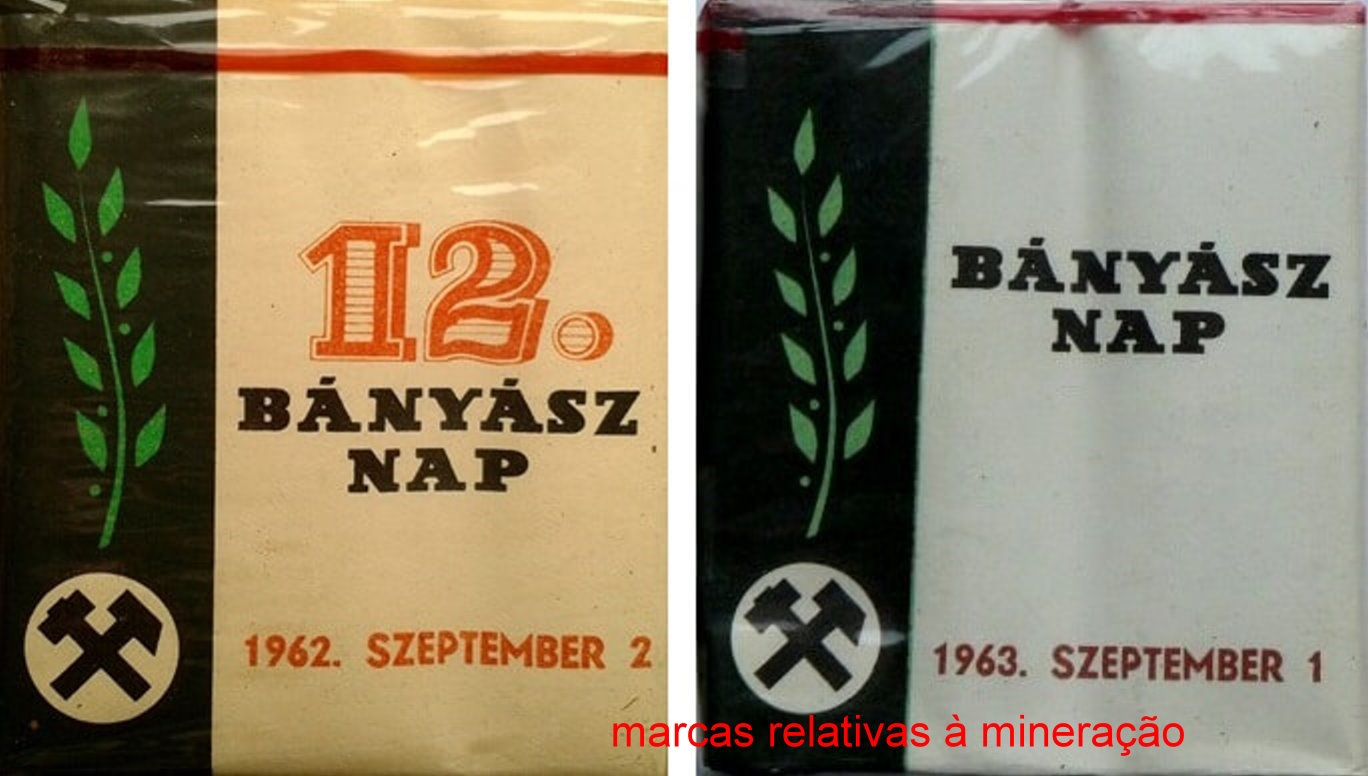 12.
BÁNYÁSZ
NAP
1962. SZEPTEMBER 2
BÁNYÁSZ
NAP
1963. SZEPTEMBER 1
marcas relativas à mineração